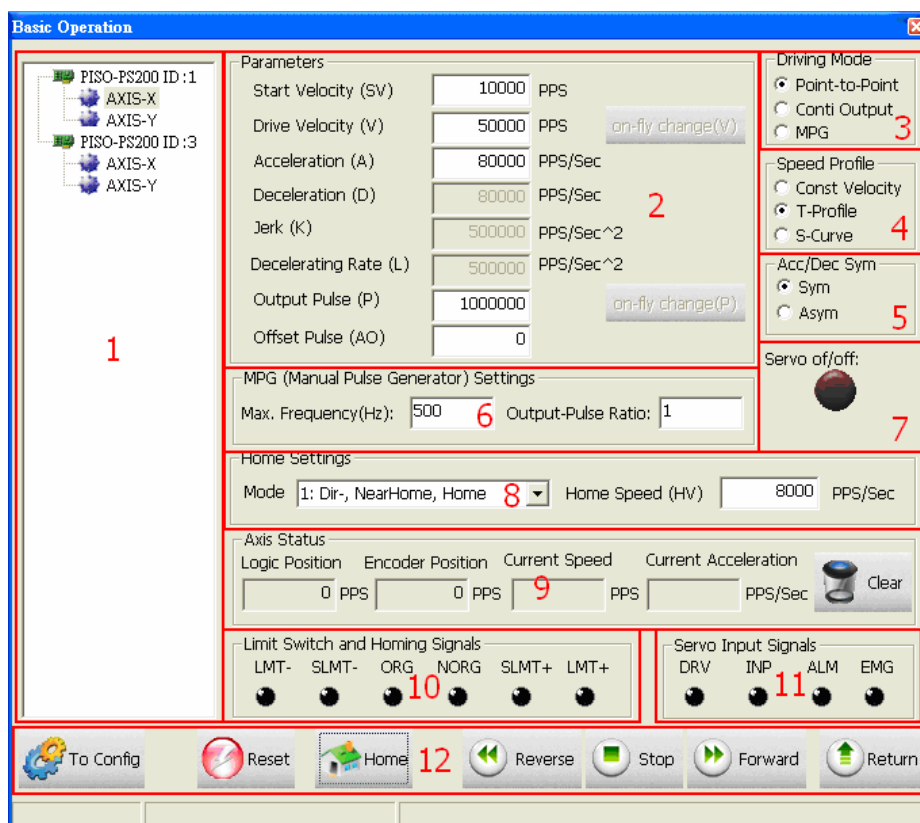 Basic Operation
PISO-PS200 ID :1
AXIS-X
AXIS-Y
PISO-PS200 ID :3
AXIS-X
AXIS-Y
1
Parameters
Start Velocity (SV) 10000 PPS
Drive Velocity (V) 50000 PPS on-fly change(V)
Acceleration (A) 80000 PPS/Sec
Deceleration (D) 80000 PPS/Sec
2
Jerk (K) 500000 PPS/Sec^2
Decelerating Rate (L) 500000 PPS/Sec^2
Output Pulse (P) 1000000 on-fly change(P)
Offset Pulse (AO) 0
Driving Mode
Point-to-Point
Conti Output
MPG
3
Speed Profile
Const Velocity
T-Profile
S-Curve
4
Acc/Dec Sym
Sym
Asym
5
MPG (Manual Pulse Generator) Settings
Max. Frequency(Hz): 500 6 Output-Pulse Ratio: 1
Servo of/off:
7
Home Settings
Mode 1: Dir-, NearHome, Home 8 Home Speed (HV) 8000 PPS/Sec
Axis Status
Logic Position Encoder Position Current Speed Current Acceleration
0 PPS 0 PPS 9 PPS PPS/Sec Clear
Limit Switch and Homing Signals
LMT- SLMT- ORG NORG SLMT+ LMT+
10
Servo Input Signals
DRV INP ALM EMG
11
To Config Reset Home 12 Reverse Stop Forward Return